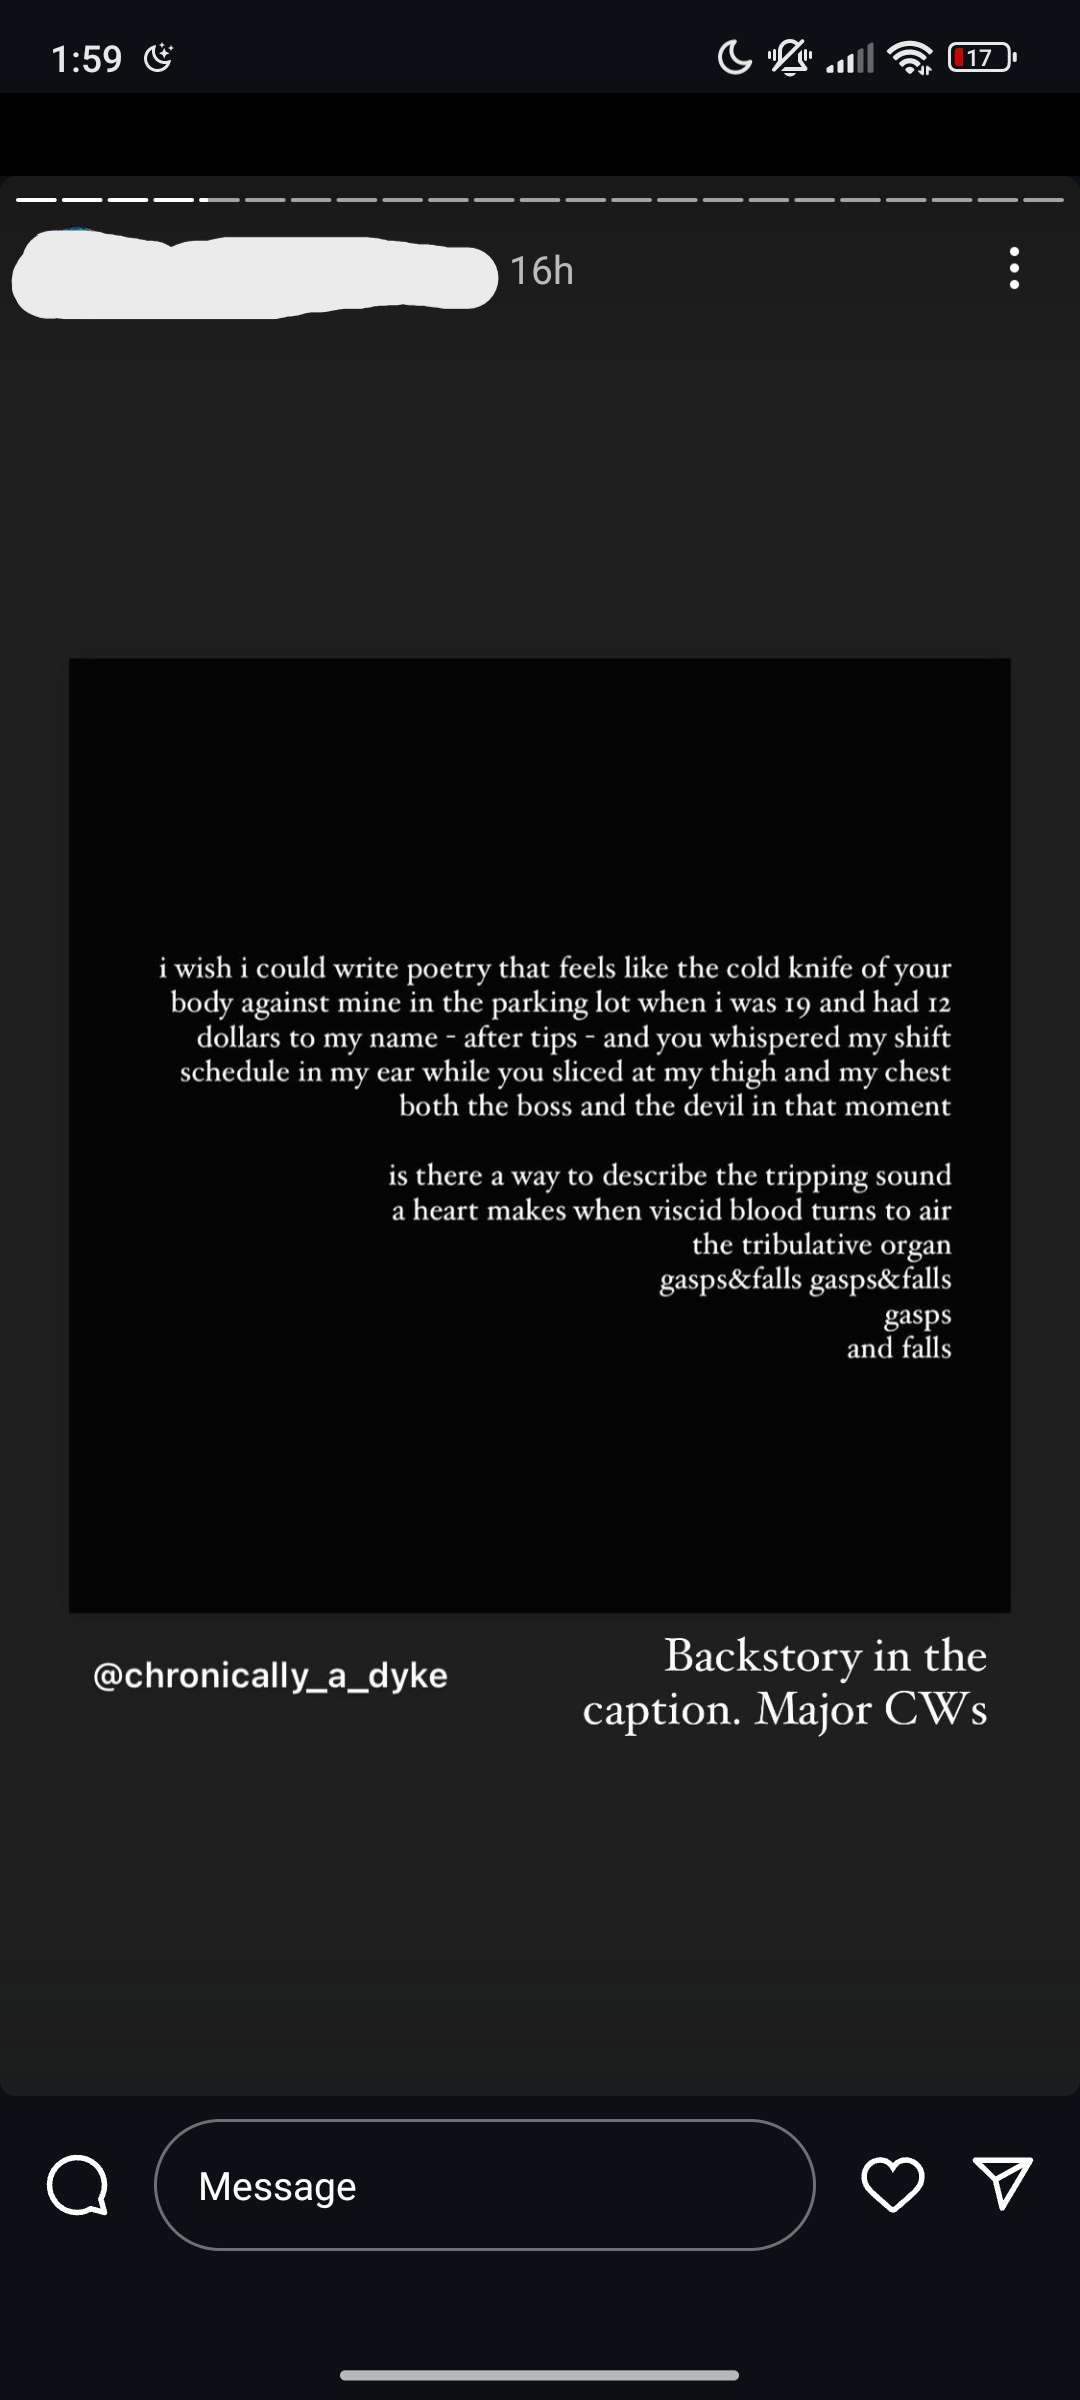 1:59
17
16h
i wish i could write poetry that feels like the cold knife of your
body against mine in the parking lot when i was 19 and had 12
dollars to my name - after tips - and you whispered my shift
schedule in my ear while you sliced at my thigh and my chest
both the boss and the devil in that moment
is there a way to describe the tripping sound
a heart makes when viscid blood turns to air
the tribulative organ
gasps&falls gasps&falls
gasps
and falls
@chronically_a_dyke
Backstory in the
caption. Major CWs
Message